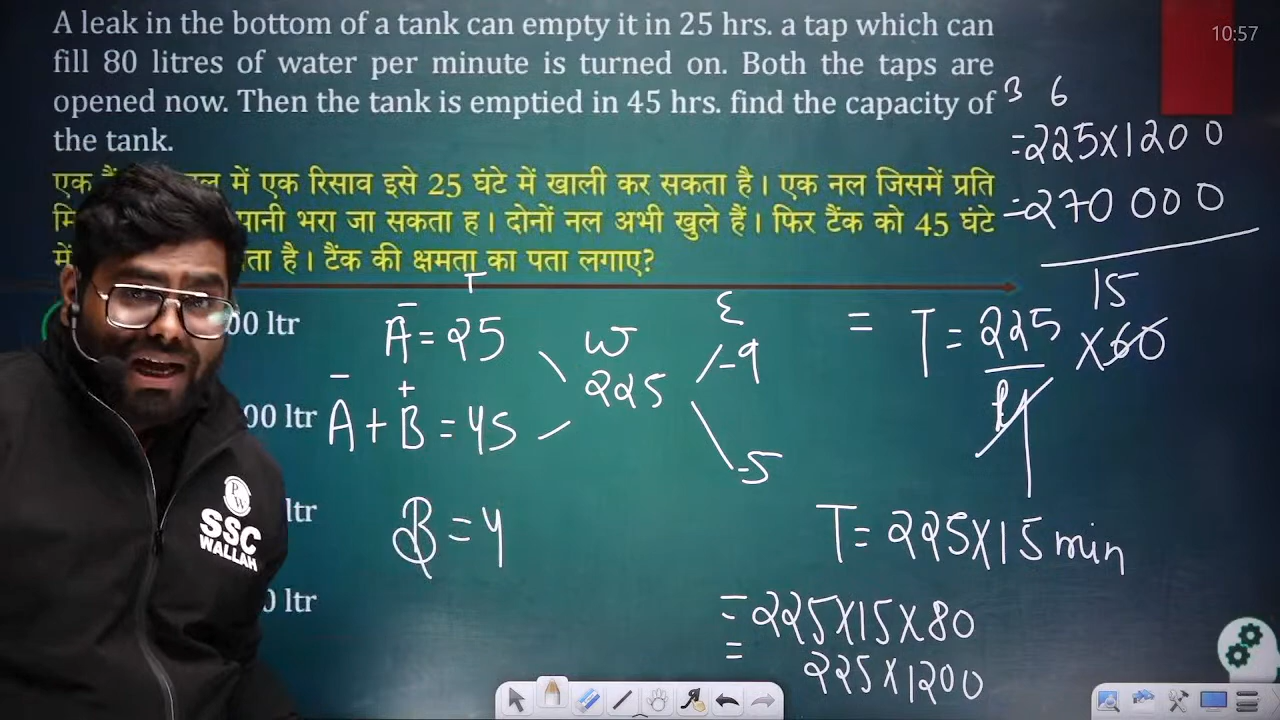 A leak in the bottom of a tank can empty it in 25 hrs. a tap which can
fill 80 litres of water per minute is turned on. Both the taps are
opened now. Then the tank is emptied in 45 hrs. find the capacity of
the tank.
10:57
3 6
=225x1200
=270000
एक में एक रिसाव इसे 25 घंटे में खाली कर सकता है। एक नल जिसमें प्रति
पानी भरा जा सकता ह। दोनों नल अभी खुले हैं। फिर टैंक को 45 घंटे
में है। टैंक की क्षमता का पता लगाए?
00 ltr
00 ltr
ltr
0 ltr
T
A = 25
W
225
E
-9
-5
A + B = 45
- +
B = 4
= T = 225 x 60
15
4
T = 225 x 15 min
= 225 x 15 x 80
= 225 x 1200
PW
SSC
WALLAH